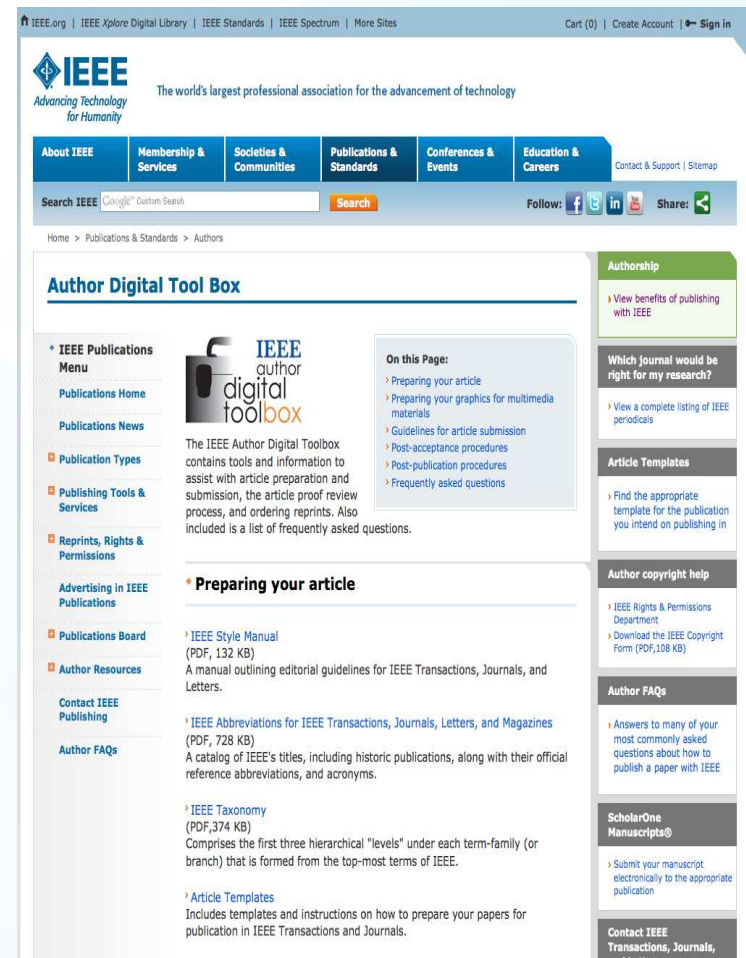 IEEE.org | IEEE Xplore Digital Library | IEEE Standards | IEEE Spectrum | More Sites
Cart (0) | Create Account | Sign in
IEEE
Advancing Technology
for Humanity
The world's largest professional association for the advancement of technology
About IEEE
Membership &
Services
Societies &
Communities
Publications &
Standards
Conferences &
Events
Education &
Careers
Contact & Support | Sitemap
Search IEEE
Google™ Custom Search
Search
Follow:
Share:
Home > Publications & Standards > Authors
Author Digital Tool Box
IEEE Publications
Menu
Publications Home
Publications News
Publication Types
Publishing Tools &
Services
Reprints, Rights &
Permissions
Advertising in IEEE
Publications
Publications Board
Author Resources
Contact IEEE
Publishing
Author FAQs
IEEE
author
digital
toolbox
The IEEE Author Digital Toolbox
contains tools and information to
assist with article preparation and
submission, the article proof review
process, and ordering reprints. Also
included is a list of frequently asked questions.
On this Page:
Preparing your article
Preparing your graphics for multimedia
materials
Guidelines for article submission
Post-acceptance procedures
Post-publication procedures
Frequently asked questions
Preparing your article
IEEE Style Manual
(PDF, 132 KB)
A manual outlining editorial guidelines for IEEE Transactions, Journals, and
Letters.
IEEE Abbreviations for IEEE Transactions, Journals, Letters, and Magazines
(PDF, 728 KB)
A catalog of IEEE's titles, including historic publications, along with their official
reference abbreviations, and acronyms.
IEEE Taxonomy
(PDF,374 KB)
Comprises the first three hierarchical "levels" under each term-family (or
branch) that is formed from the top-most terms of IEEE.
Article Templates
Includes templates and instructions on how to prepare your papers for
publication in IEEE Transactions and Journals.
Authorship
View benefits of publishing
with IEEE
Which journal would be
right for my research?
View a complete listing of IEEE
periodicals
Article Templates
Find the appropriate
template for the publication
you intend on publishing in
Author copyright help
IEEE Rights & Permissions
Department
Download the IEEE Copyright
Form (PDF,108 KB)
Author FAQs
Answers to many of your
most commonly asked
questions about how to
publish a paper with IEEE
ScholarOne
Manuscripts®
Submit your manuscript
electronically to the appropriate
publication
Contact IEEE
Transactions, Journals,